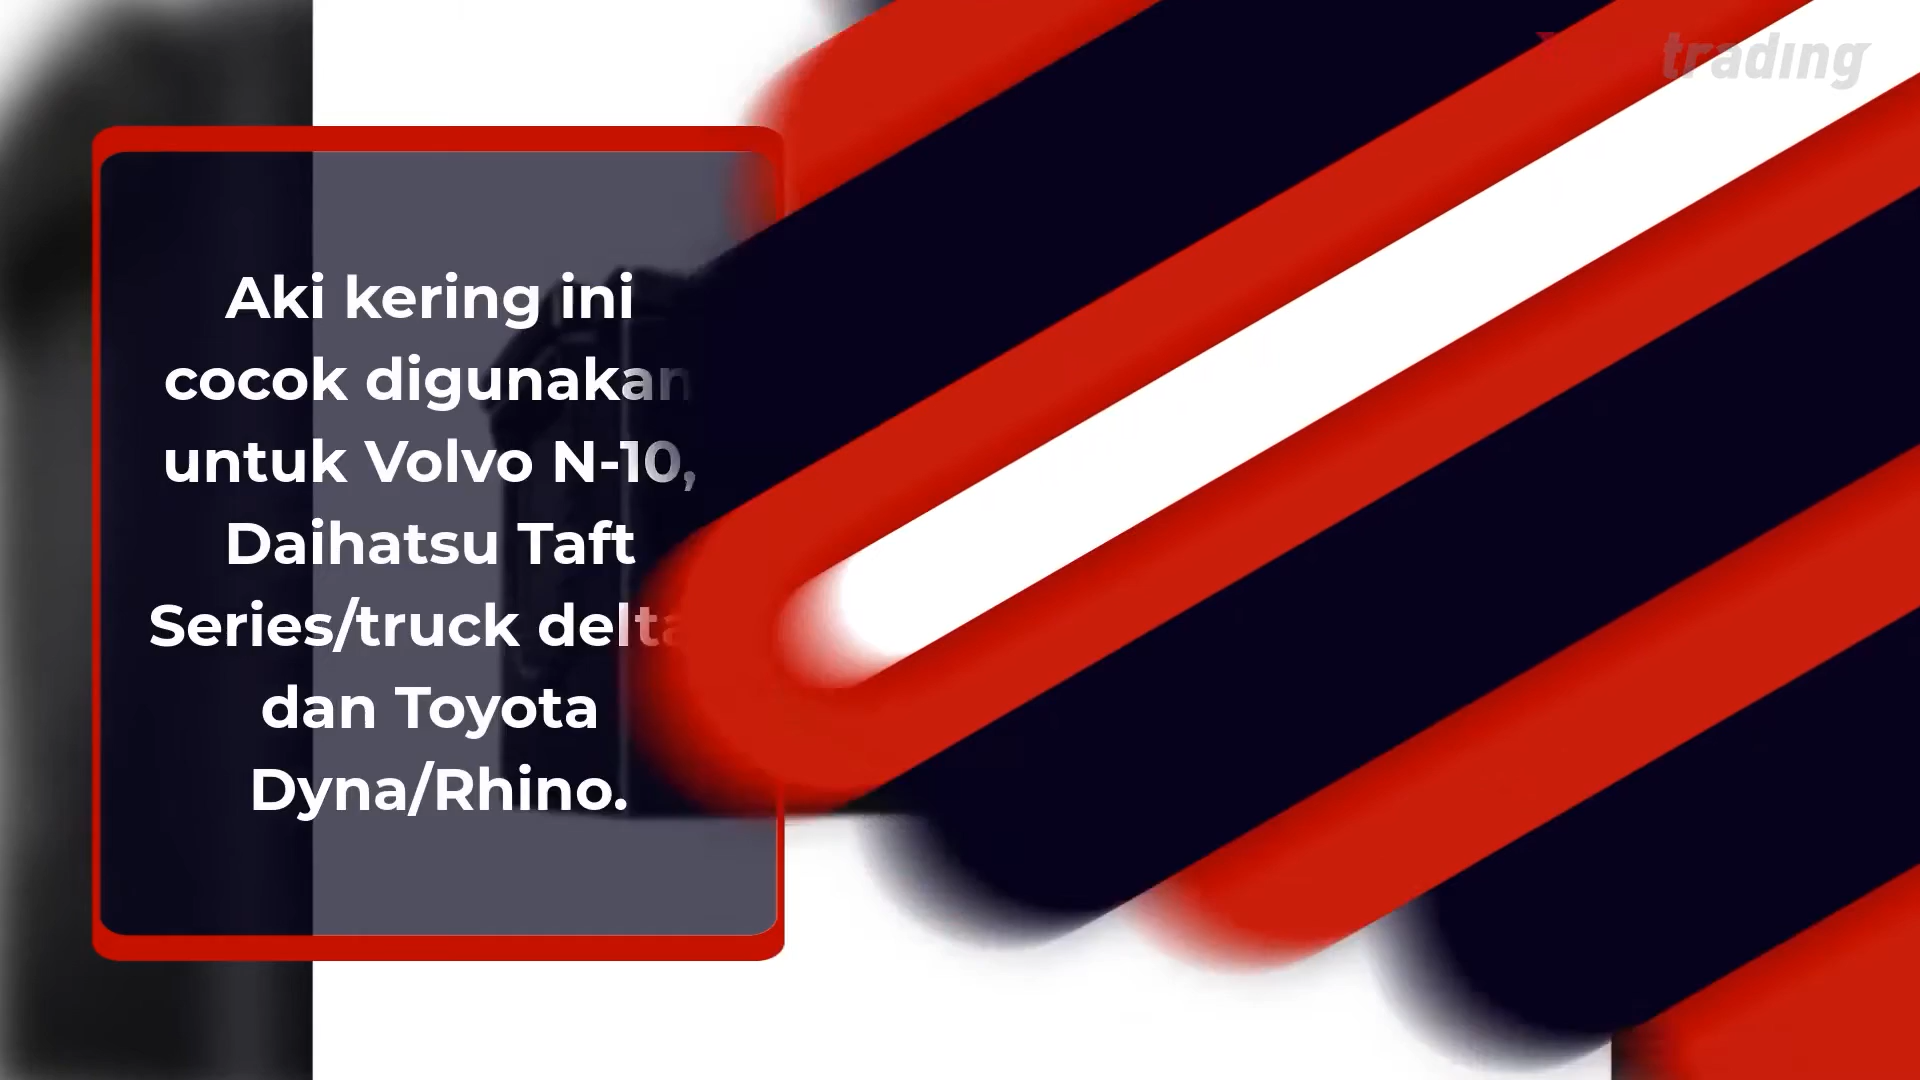 trading
Aki kering ini
cocok digunakan
untuk Volvo N-10,
Daihatsu Taft
Series/truck delta
dan Toyota
Dyna/Rhino.